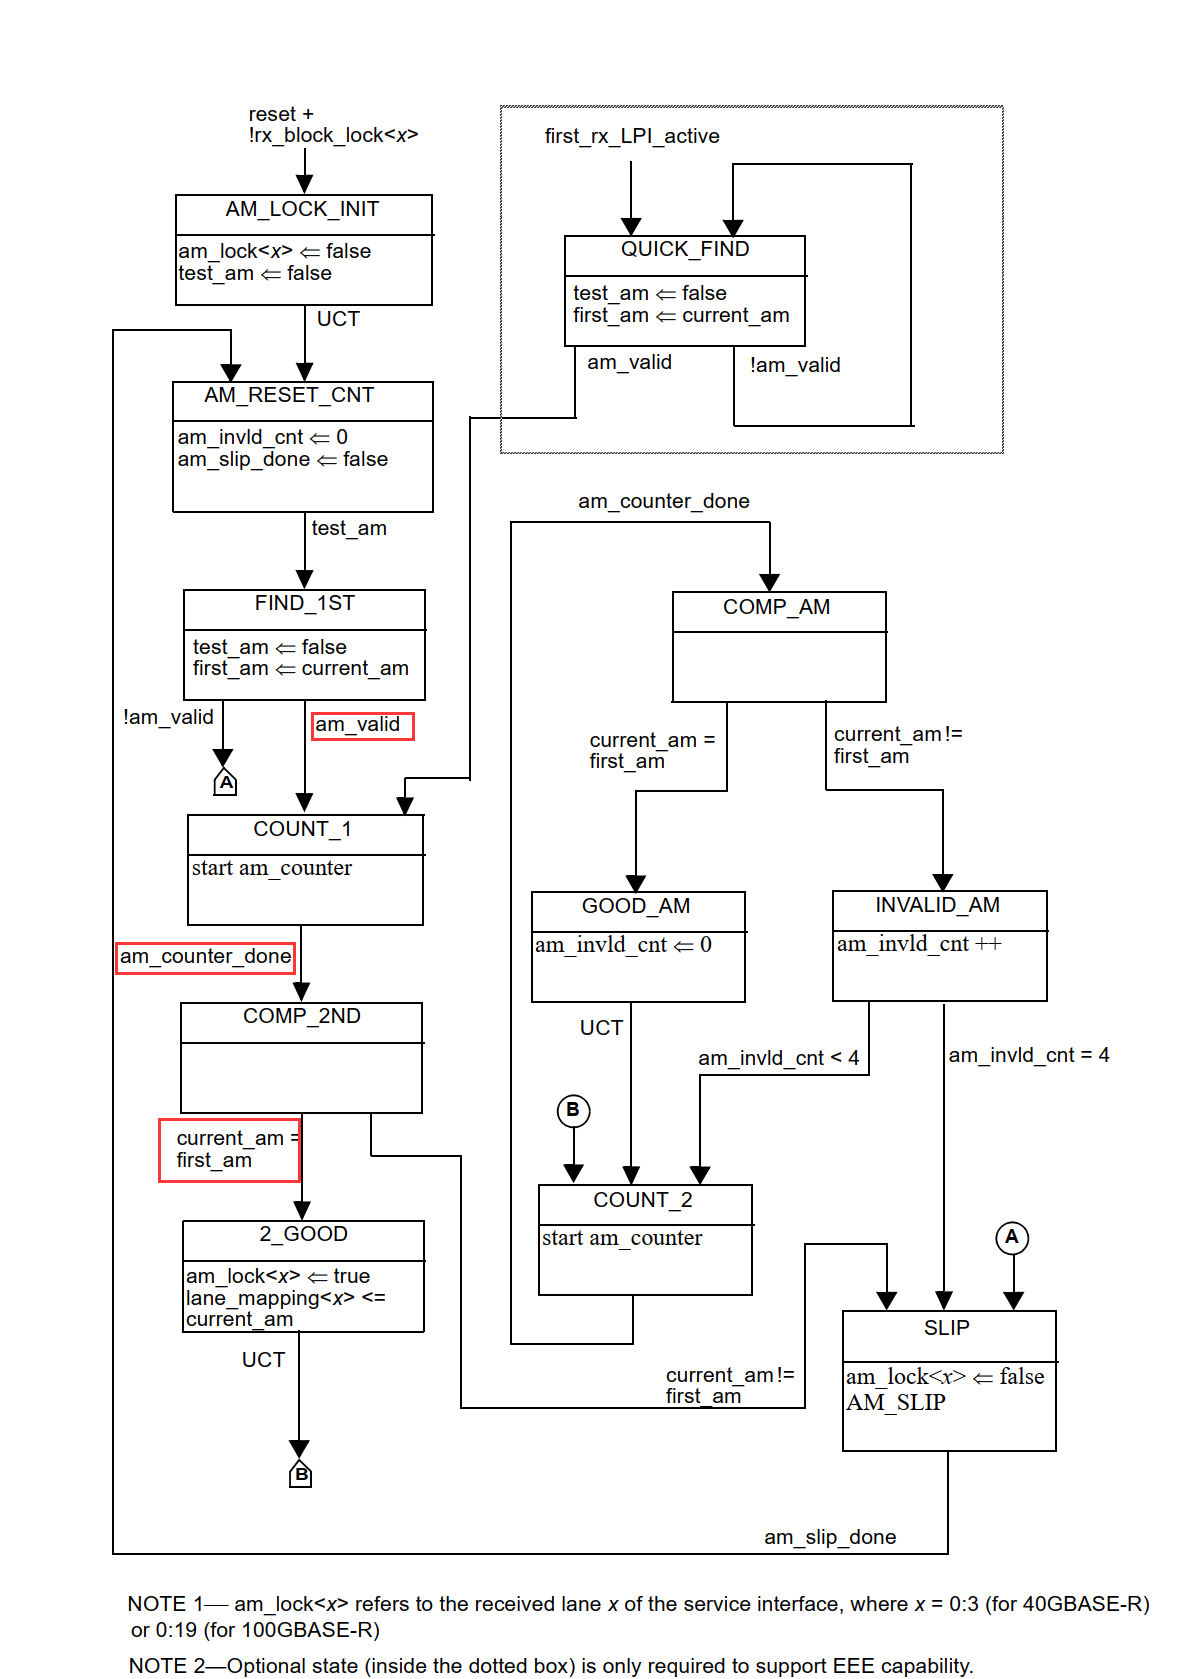 reset +
!rx_block_lock<x>
AM_LOCK_INIT
am_lock<x> ⇐ false
test_am ⇐ false
UCT
AM_RESET_CNT
am_invld_cnt ⇐ 0
am_slip_done ⇐ false
test_am
FIND_1ST
test_am ⇐ false
first_am ⇐ current_am
!am_valid
am_valid
A
COUNT_1
start am_counter
am_counter_done
COMP_2ND
current_am =
first_am
2_GOOD
am_lock<x> ⇐ true
lane_mapping<x> <=
current_am
UCT
B
first_rx_LPI_active
QUICK_FIND
test_am ⇐ false
first_am ⇐ current_am
am_valid
!am_valid
am_counter_done
COMP_AM
current_am =
first_am
current_am !=
first_am
GOOD_AM
am_invld_cnt ⇐ 0
INVALID_AM
am_invld_cnt ++
UCT
am_invld_cnt < 4
am_invld_cnt = 4
B
COUNT_2
start am_counter
A
current_am !=
first_am
SLIP
am_lock<x> ⇐ false
AM_SLIP
am_slip_done
NOTE 1— am_lock<x> refers to the received lane x of the service interface, where x = 0:3 (for 40GBASE-R)
or 0:19 (for 100GBASE-R)
NOTE 2—Optional state (inside the dotted box) is only required to support EEE capability.